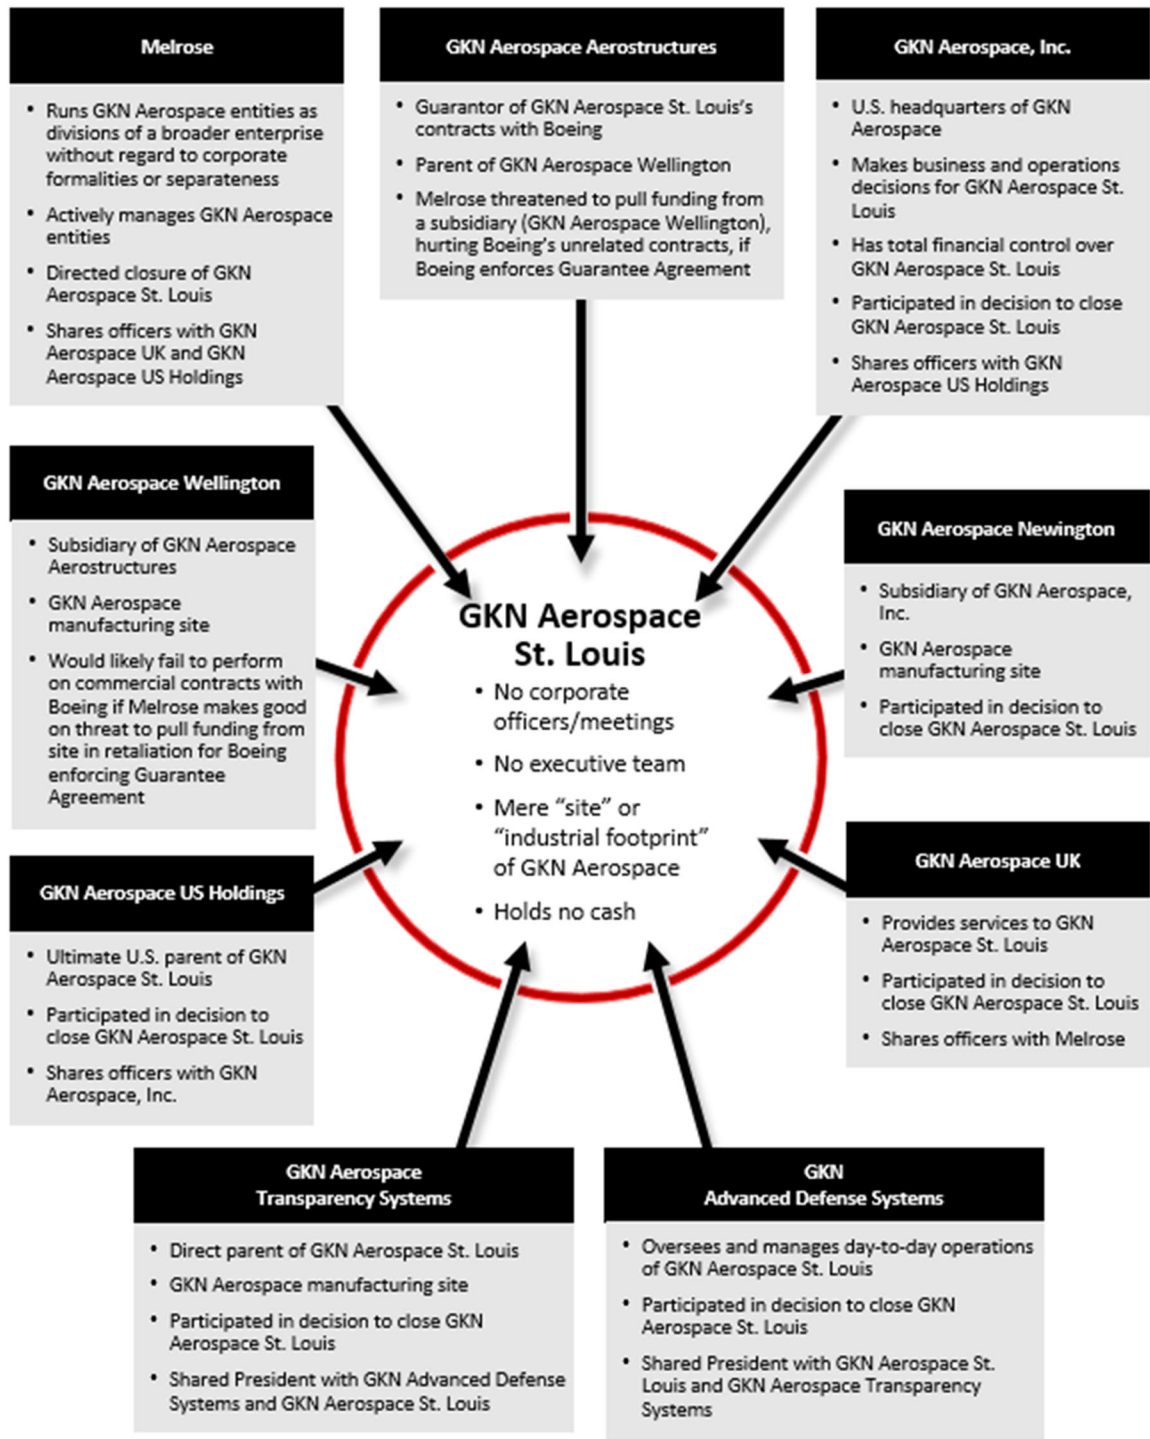 Melrose
• Runs GKN Aerospace entities as
divisions of a broader enterprise
without regard to corporate
formalities or separateness
• Actively manages GKN Aerospace
entities
• Directed closure of GKN
Aerospace St. Louis
• Shares officers with GKN
Aerospace UK and GKN
Aerospace US Holdings
GKN Aerospace Aerostructures
• Guarantor of GKN Aerospace St. Louis’s
contracts with Boeing
• Parent of GKN Aerospace Wellington
• Melrose threatened to pull funding from
a subsidiary (GKN Aerospace Wellington),
hurting Boeing’s unrelated contracts, if
Boeing enforces Guarantee Agreement
GKN Aerospace, Inc.
• U.S. headquarters of GKN
Aerospace
• Makes business and operations
decisions for GKN Aerospace St.
Louis
• Has total financial control over
GKN Aerospace St. Louis
• Participated in decision to close
GKN Aerospace St. Louis
• Shares officers with GKN
Aerospace US Holdings
GKN Aerospace Wellington
• Subsidiary of GKN Aerospace
Aerostructures
• GKN Aerospace
manufacturing site
• Would likely fail to perform
on commercial contracts with
Boeing if Melrose makes good
on threat to pull funding from
site in retaliation for Boeing
enforcing Guarantee
Agreement
GKN Aerospace
St. Louis
• No corporate
officers/meetings
• No executive team
• Mere “site” or
“industrial footprint”
of GKN Aerospace
• Holds no cash
GKN Aerospace Newington
• Subsidiary of GKN Aerospace,
Inc.
• GKN Aerospace
manufacturing site
• Participated in decision to
close GKN Aerospace St. Louis
GKN Aerospace US Holdings
• Ultimate U.S. parent of GKN
Aerospace St. Louis
• Participated in decision to
close GKN Aerospace St. Louis
• Shares officers with GKN
Aerospace, Inc.
GKN Aerospace UK
• Provides services to GKN
Aerospace St. Louis
• Participated in decision to
close GKN Aerospace St. Louis
• Shares officers with Melrose
GKN Aerospace
Transparency Systems
• Direct parent of GKN Aerospace St. Louis
• GKN Aerospace manufacturing site
• Participated in decision to close GKN
Aerospace St. Louis
• Shared President with GKN Advanced Defense
Systems and GKN Aerospace St. Louis
GKN
Advanced Defense Systems
• Oversees and manages day-to-day operations
of GKN Aerospace St. Louis
• Participated in decision to close GKN
Aerospace St. Louis
• Shared President with GKN Aerospace St.
Louis and GKN Aerospace Transparency
Systems